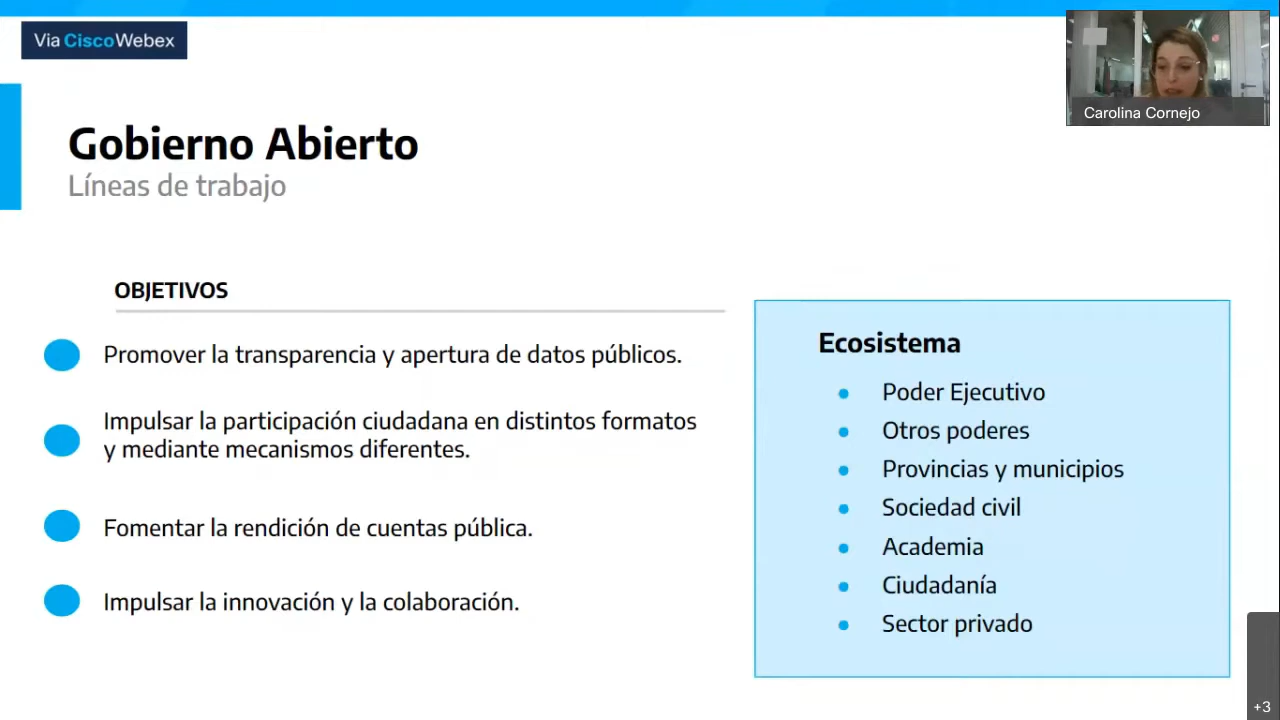 Via Cisco Webex
Carolina Cornejo
Gobierno Abierto
Líneas de trabajo
OBJETIVOS
Promover la transparencia y apertura de datos públicos.
Impulsar la participación ciudadana en distintos formatos
y mediante mecanismos diferentes.
Fomentar la rendición de cuentas pública.
Impulsar la innovación y la colaboración.
Ecosistema
Poder Ejecutivo
Otros poderes
Provincias y municipios
Sociedad civil
Academia
Ciudadanía
Sector privado
+3